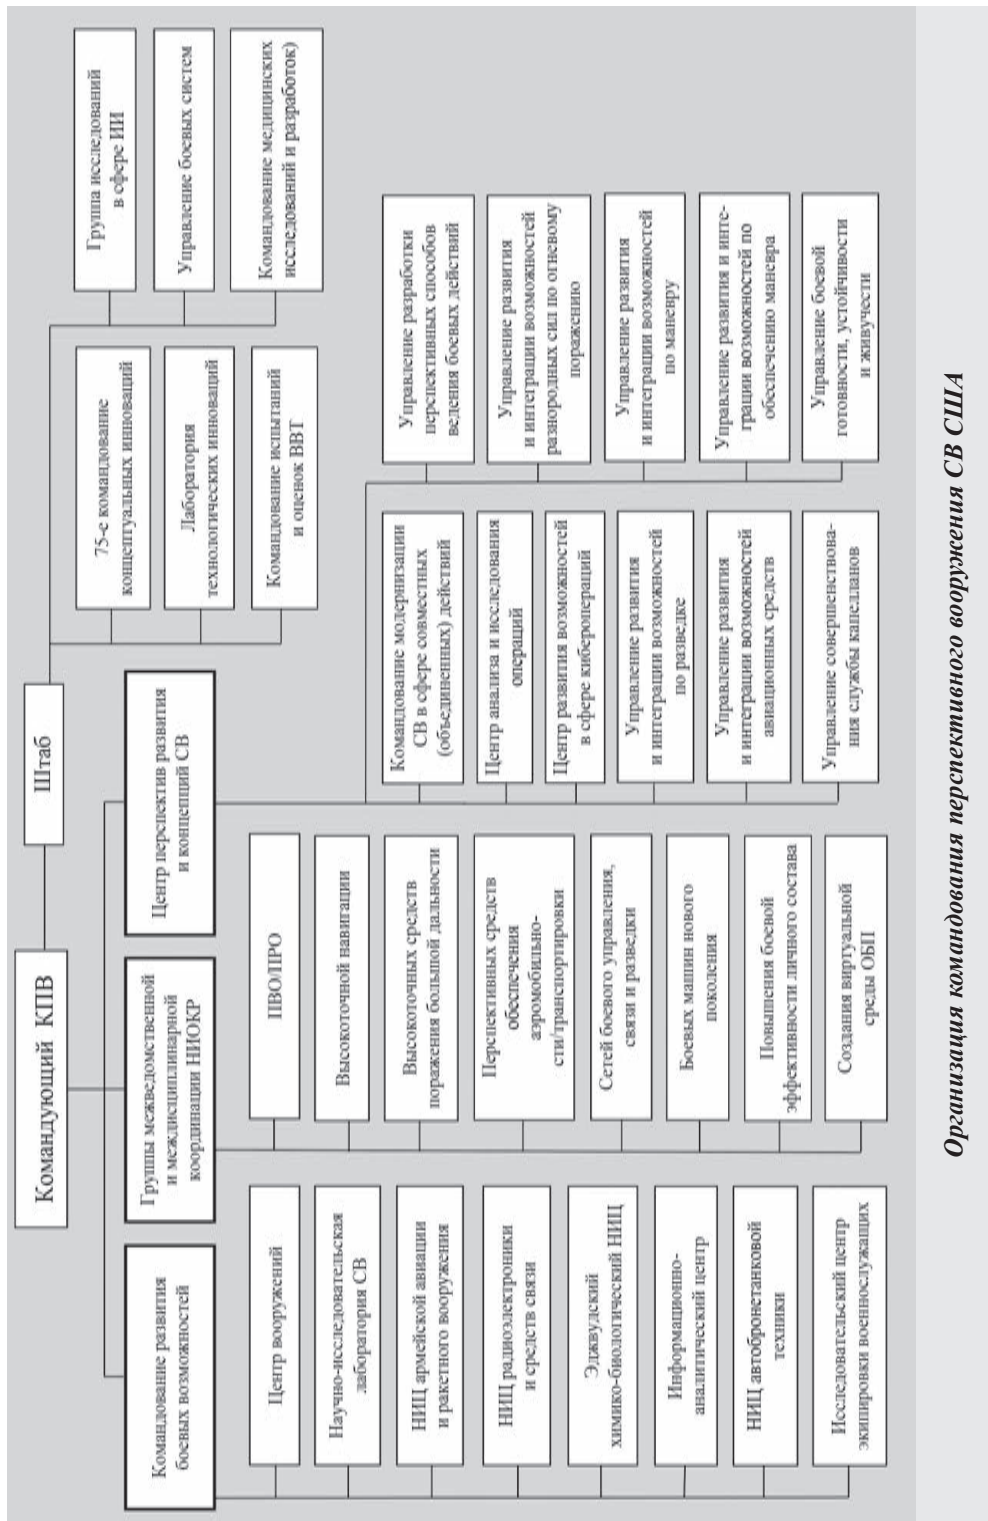 Командующий КПВ
Штаб
75-е командование
концептуальных инноваций
Лаборатория
технологических инноваций
Командование испытаний
и оценок ВВТ
Группа исследований
в сфере ИИ
Управление боевых систем
Командование медицинских
исследований и разработок)
Командование развития
боевых возможностей
Группы межведомственной
и междисциплинарной
координации НИОКР
Центр перспектив развития
и концепций СВ
Центр вооружений
Научно-исследовательская
лаборатория СВ
НИЦ армейской авиации
и ракетного вооружения
НИЦ радиоэлектроники
и средств связи
Эджвудский
химико-биологический НИЦ
Информационно-
аналитический центр
НИЦ автобронетанковой
техники
Исследовательский центр
экипировки военнослужащих
ПВО/ПРО
Высокоточной навигации
Высокоточных средств
поражения большой дальности
Перспективных средств
обеспечения
аэромобильно-
сти/транспортировки
Сетей боевого управления,
связи и разведки
Боевых машин нового
поколения
Повышения боевой
эффективности личного состава
Создания виртуальной
среды ОБП
Командование модернизации
СВ в сфере совместных
(объединенных) действий
Центр анализа и исследования
операций
Центр развития возможностей
в сфере киберопераций
Управление развития
и интеграции возможностей
по разведке
Управление развития
и интеграции возможностей
авиационных средств
Управление совершенствова-
ния службы капелланов
Управление разработки
перспективных способов
ведения боевых действий
Управление развития
и интеграции возможностей
разнородных сил по огневому
поражению
Управление развития
и интеграции возможностей
по маневру
Управление развития и инте-
грации возможностей по
обеспечению маневра
Управление боевой
готовности, устойчивости
и живучести
Организация командования перспективного вооружения СВ США